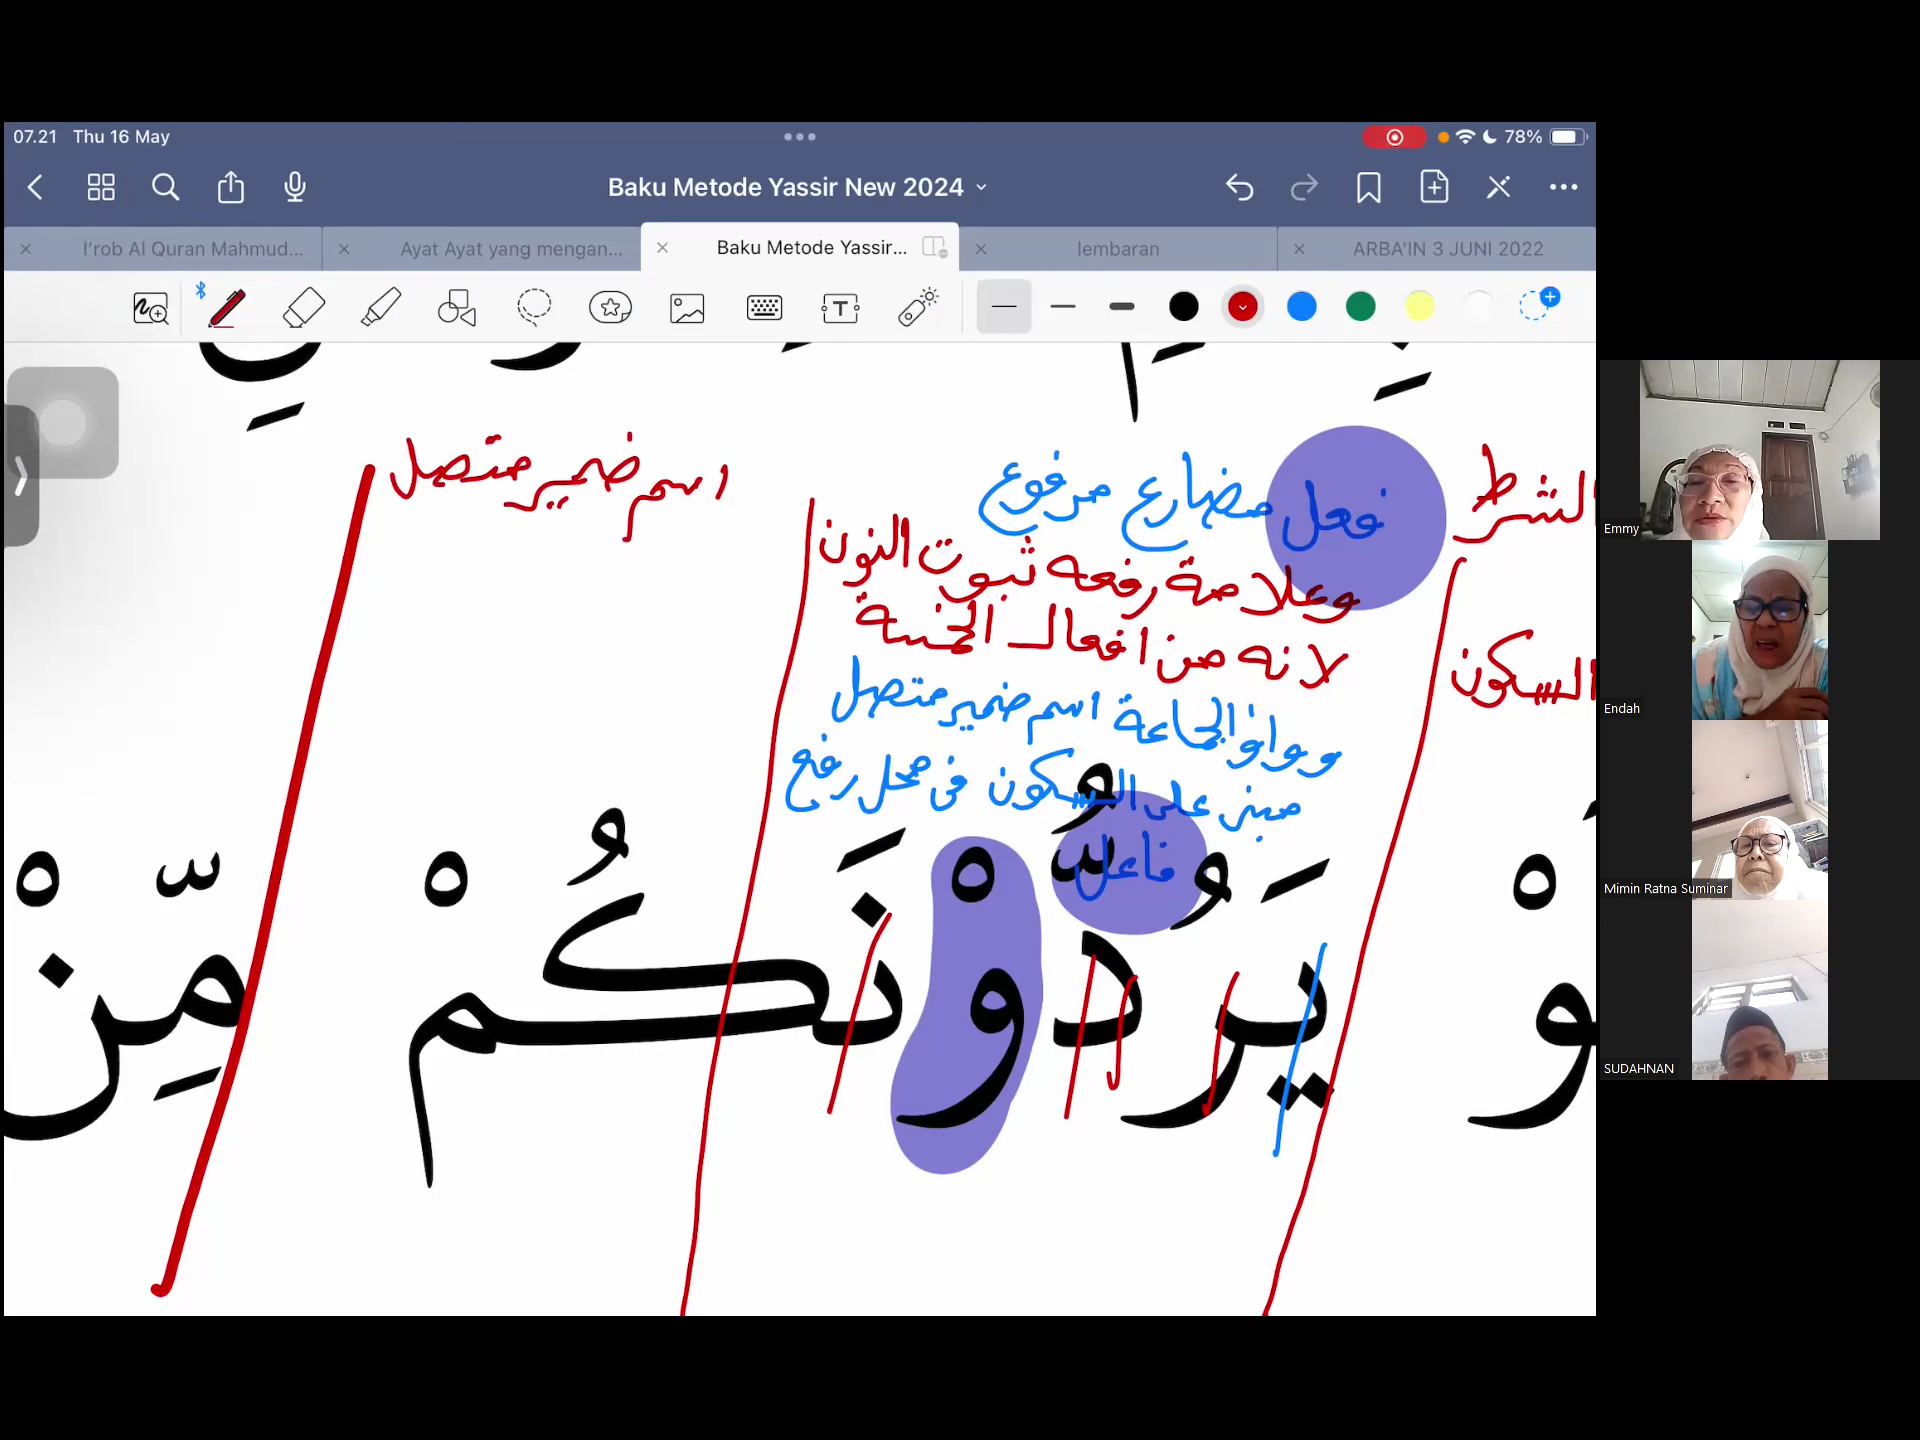 07.21 Thu 16 May
78%
Baku Metode Yassir New 2024
I'rob Al Quran Mahmud...
Ayat Ayat yang mengan...
Baku Metode Yassir...
lembaran
ARBA'IN 3 JUNI 2022
الشرط
السكون
فعل مضارع مرفوع
وعلامة رفعه ثبوت النون
لانه من افعال الخمسة
وواو الجماعة اسم ضمير متصل
مبني على السكون في محل رفع
فاعل
اسم ضمير متصل
يَرُدُّوْنَكُمْ مِّنْ
Emmy
Endah
Mimin Ratna Suminar
SUDAHNAN